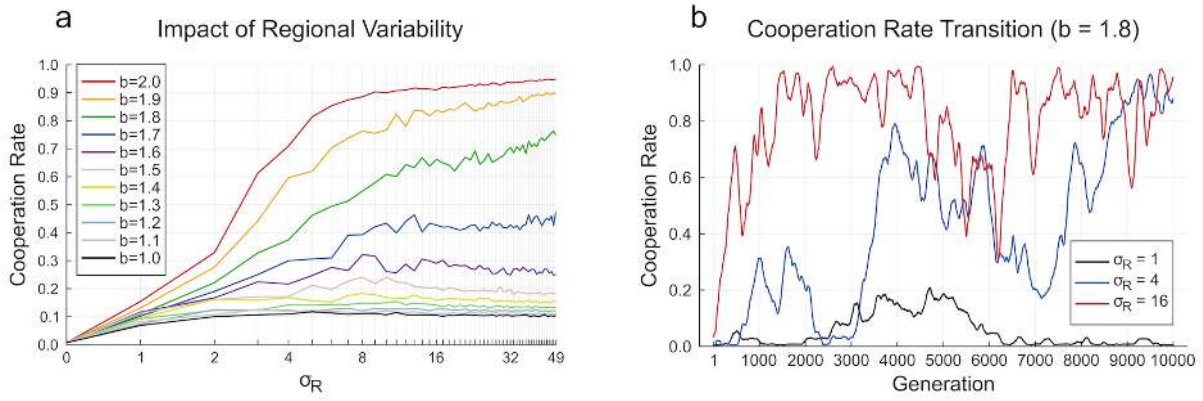 a
Impact of Regional Variability
Cooperation Rate
1.0
0.9
0.8
0.7
0.6
0.5
0.4
0.3
0.2
0.1
0.0
b=2.0
b=1.9
b=1.8
b=1.7
b=1.6
b=1.5
b=1.4
b=1.3
b=1.2
b=1.1
b=1.0
0 1 2 4 8 16 32 49
σR
b
Cooperation Rate Transition (b = 1.8)
Cooperation Rate
1.0
0.8
0.6
0.4
0.2
0.0
σR = 1
σR = 4
σR = 16
1 1000 2000 3000 4000 5000 6000 7000 8000 9000 10000
Generation